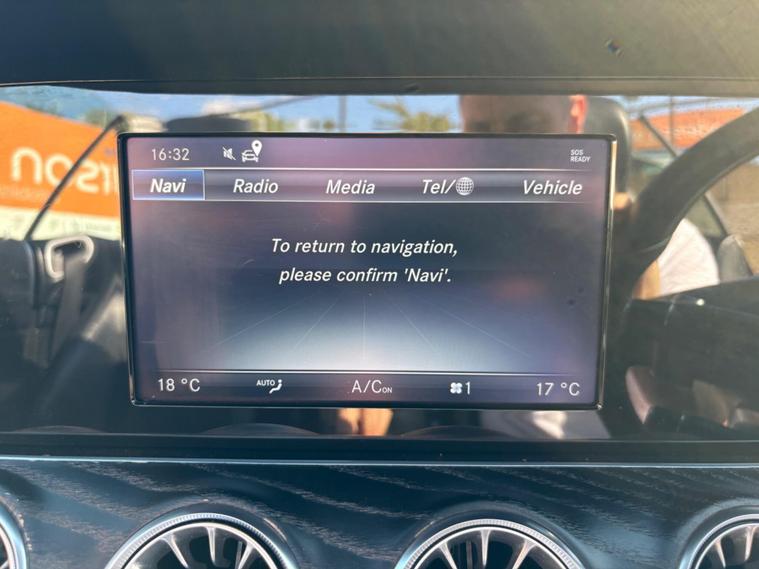 16:32
SOS
READY
Navi Radio Media Tel/ Vehicle
To return to navigation,
please confirm 'Navi'.
18 °C AUTO A/C ON 1 17 °C